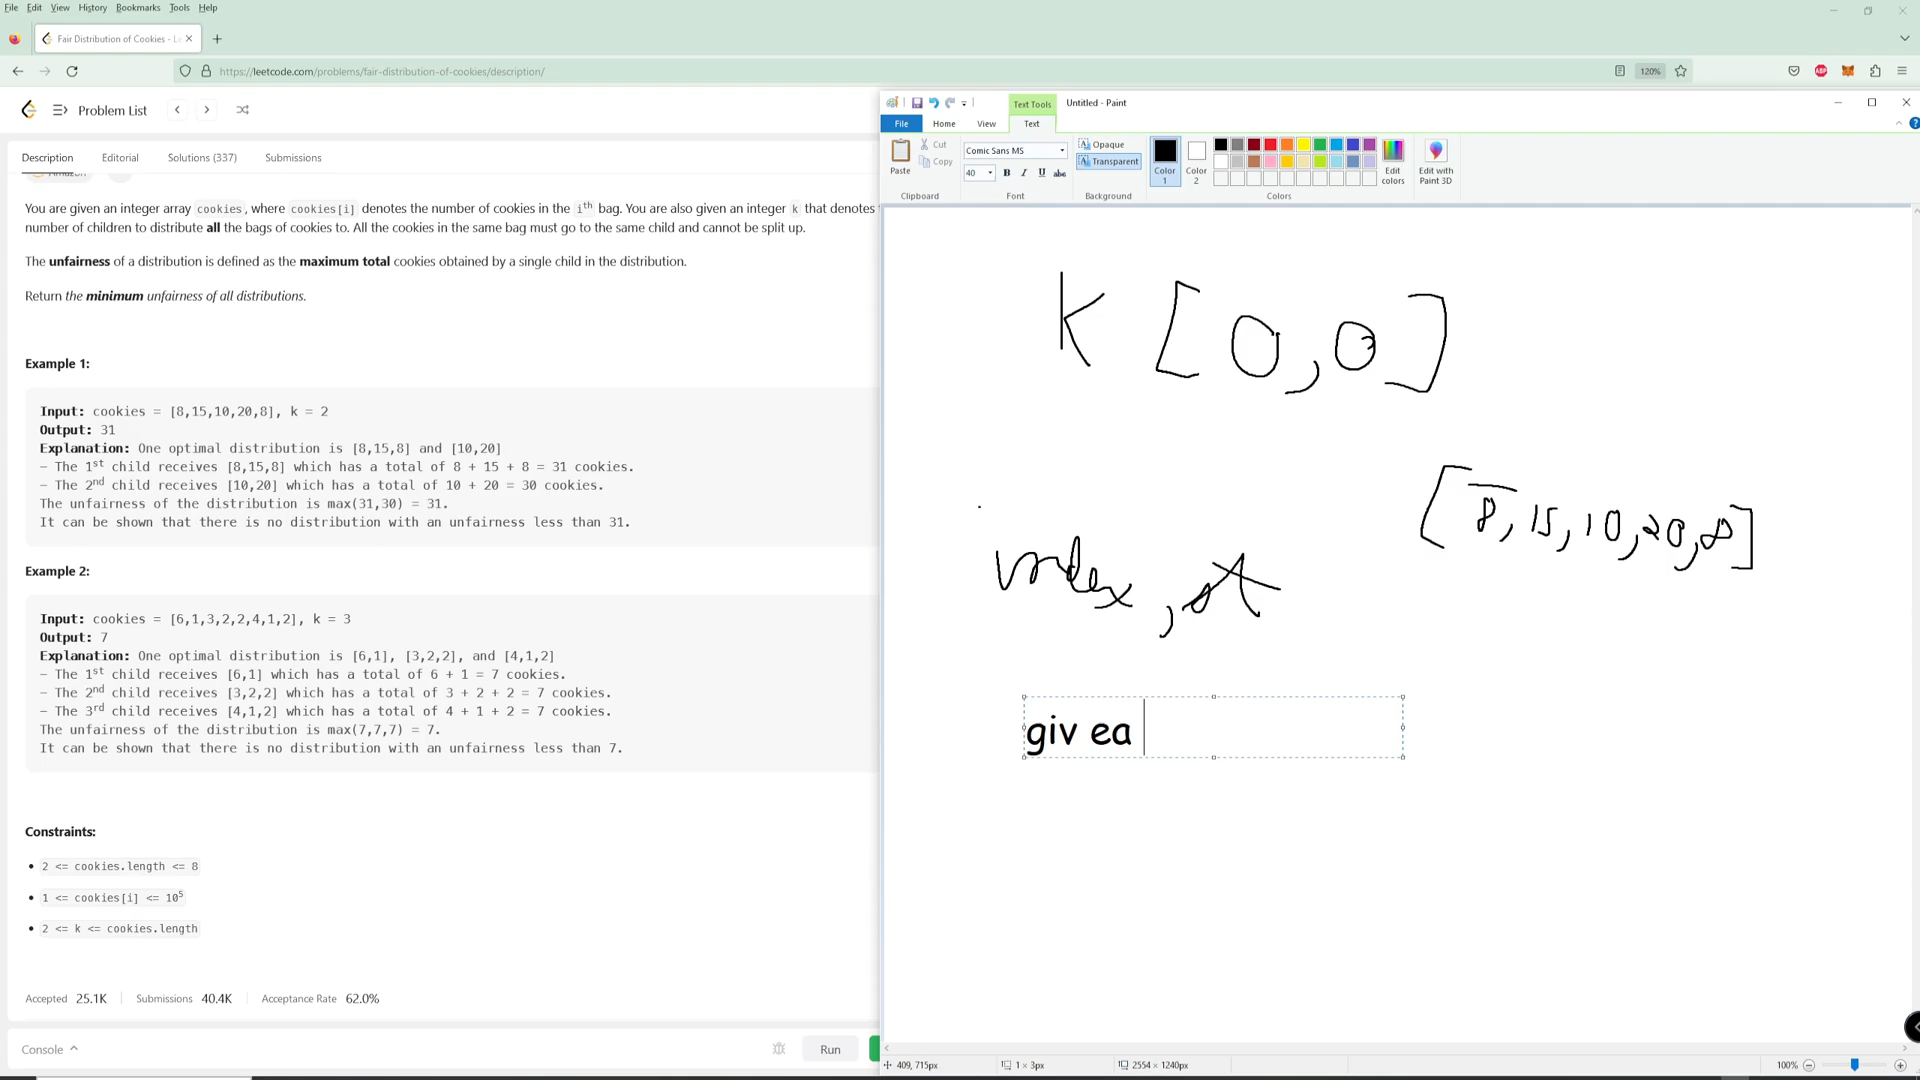 File Edit View History Bookmarks Tools Help
Fair Distribution of Cookies - Le
https://leetcode.com/problems/fair-distribution-of-cookies/description/
120%
ABP
Problem List
Description Editorial Solutions (337) Submissions
You are given an integer array cookies, where cookies[i] denotes the number of cookies in the ith bag. You are also given an integer k that denotes t
number of children to distribute all the bags of cookies to. All the cookies in the same bag must go to the same child and cannot be split up.
The unfairness of a distribution is defined as the maximum total cookies obtained by a single child in the distribution.
Return the minimum unfairness of all distributions.
Example 1:
Input: cookies = [8,15,10,20,8], k = 2
Output: 31
Explanation: One optimal distribution is [8,15,8] and [10,20]
- The 1st child receives [8,15,8] which has a total of 8 + 15 + 8 = 31 cookies.
- The 2nd child receives [10,20] which has a total of 10 + 20 = 30 cookies.
The unfairness of the distribution is max(31,30) = 31.
It can be shown that there is no distribution with an unfairness less than 31.
Example 2:
Input: cookies = [6,1,3,2,2,4,1,2], k = 3
Output: 7
Explanation: One optimal distribution is [6,1], [3,2,2], and [4,1,2]
- The 1st child receives [6,1] which has a total of 6 + 1 = 7 cookies.
- The 2nd child receives [3,2,2] which has a total of 3 + 2 + 2 = 7 cookies.
- The 3rd child receives [4,1,2] which has a total of 4 + 1 + 2 = 7 cookies.
The unfairness of the distribution is max(7,7,7) = 7.
It can be shown that there is no distribution with an unfairness less than 7.
Constraints:
• 2 <= cookies.length <= 8
• 1 <= cookies[i] <= 105
• 2 <= k <= cookies.length
Accepted 25.1K Submissions 40.4K Acceptance Rate 62.0%
Console Run
Text Tools Untitled - Paint
File Home View Text
Paste Cut Copy
Clipboard
Comic Sans MS
40 B I U abc
Font
Opaque
Transparent
Background
Color 1 Color 2
Edit colors
Colors
Edit with Paint 3D
K [0,0]
[8,15,10,20,8]
index,
giv ea
409, 715px 1 × 3px 2554 × 1240px 100%